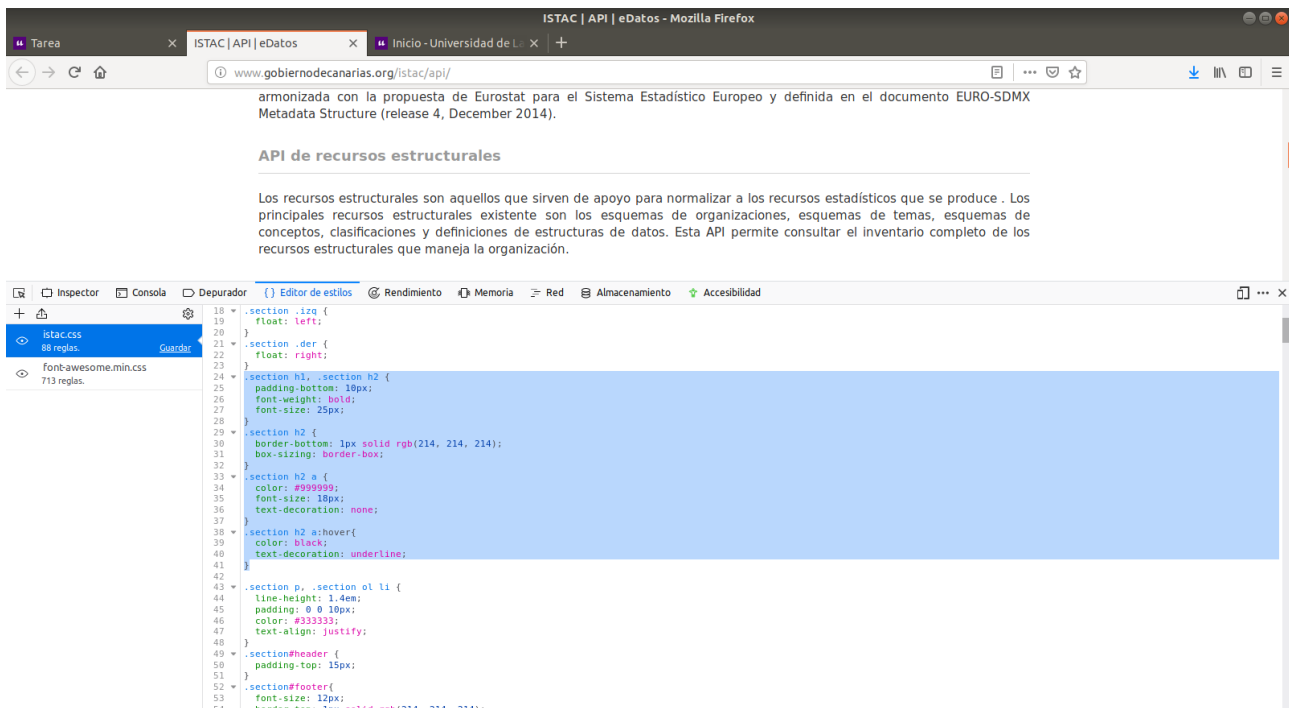 ISTAC | API | eDatos - Mozilla Firefox
Tarea
ISTAC | API | eDatos
Inicio - Universidad de La
www.gobiernodecanarias.org/istac/api/
armonizada con la propuesta de Eurostat para el Sistema Estadístico Europeo y definida en el documento EURO-SDMX
Metadata Structure (release 4, December 2014).
API de recursos estructurales
Los recursos estructurales son aquellos que sirven de apoyo para normalizar a los recursos estadísticos que se produce . Los
principales recursos estructurales existente son los esquemas de organizaciones, esquemas de temas, esquemas de
conceptos, clasificaciones y definiciones de estructuras de datos. Esta API permite consultar el inventario completo de los
recursos estructurales que maneja la organización.
Inspector Consola Depurador { } Editor de estilos Rendimiento Memoria Red Almacenamiento Accesibilidad
istac.css
88 reglas. Guardar
font-awesome.min.css
713 reglas.
18 .section .izq {
19 float: left;
20 }
21 .section .der {
22 float: right;
23 }
24 .section h1, .section h2 {
25 padding-bottom: 10px;
26 font-weight: bold;
27 font-size: 25px;
28 }
29 .section h2 {
30 border-bottom: 1px solid rgb(214, 214, 214);
31 box-sizing: border-box;
32 }
33 .section h2 a {
34 color: #999999;
35 font-size: 18px;
36 text-decoration: none;
37 }
38 .section h2 a:hover{
39 color: black;
40 text-decoration: underline;
41 }
42
43 .section p, .section ol li {
44 line-height: 1.4em;
45 padding: 0 0 10px;
46 color: #333333;
47 text-align: justify;
48 }
49 .section#header {
50 padding-top: 15px;
51 }
52 .section#footer{
53 font-size: 12px;